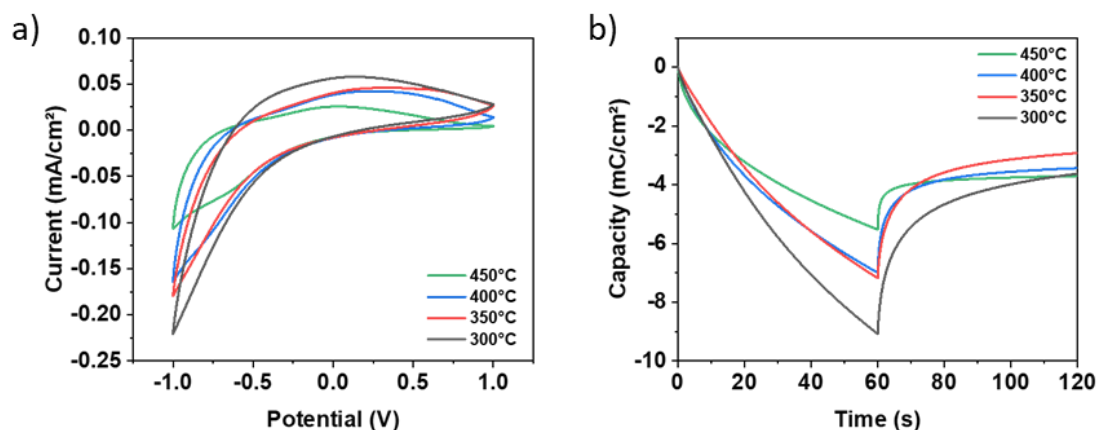 a)
Current (mA/cm²)
0.10
0.05
0.00
-0.05
-0.10
-0.15
-0.20
-0.25
450°C
400°C
350°C
300°C
-1.0
-0.5
0.0
0.5
1.0
Potential (V)
b)
Capacity (mC/cm²)
0
-2
-4
-6
-8
-10
450°C
400°C
350°C
300°C
0
20
40
60
80
100
120
Time (s)